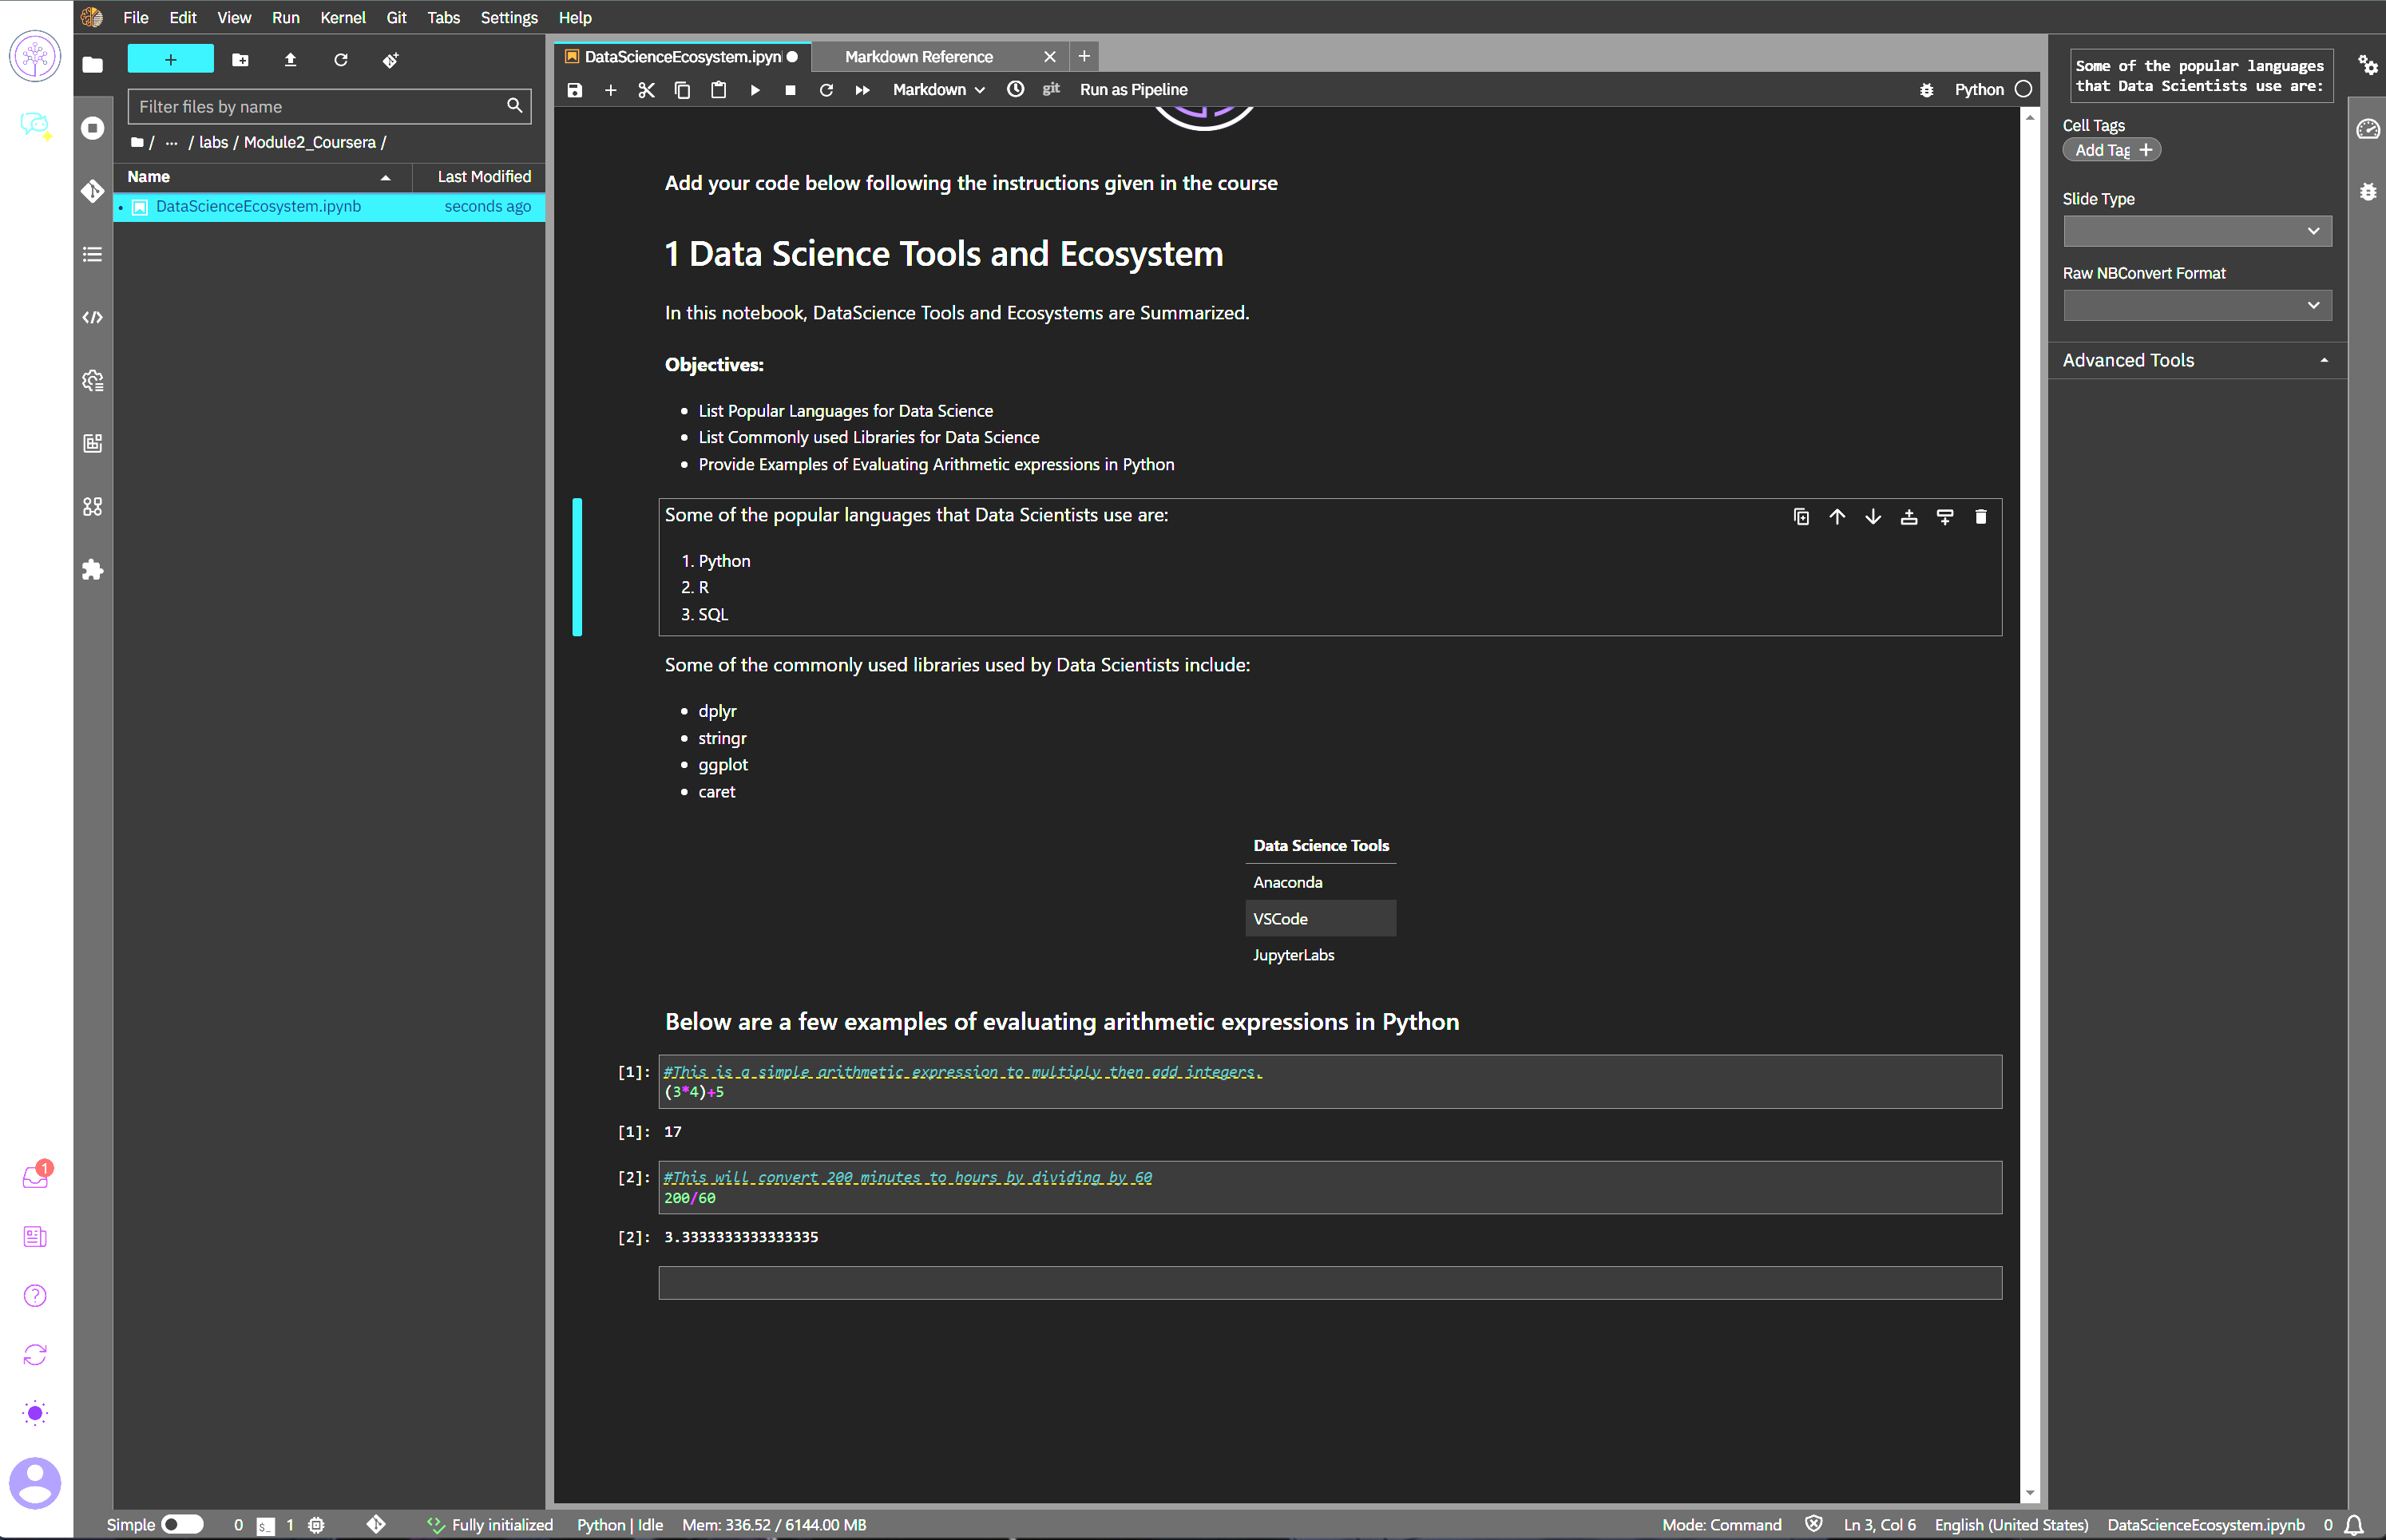 File Edit View Run Kernel Git Tabs Settings Help
+
Filter files by name
/ ... / labs / Module2_Coursera /
Name Last Modified
DataScienceEcosystem.ipynb seconds ago
DataScienceEcosystem.ipyn Markdown Reference
Markdown git Run as Pipeline Python
Add your code below following the instructions given in the course
1 Data Science Tools and Ecosystem
In this notebook, DataScience Tools and Ecosystems are Summarized.
Objectives:
• List Popular Languages for Data Science
• List Commonly used Libraries for Data Science
• Provide Examples of Evaluating Arithmetic expressions in Python
Some of the popular languages that Data Scientists use are:
1. Python
2. R
3. SQL
Some of the commonly used libraries used by Data Scientists include:
• dplyr
• stringr
• ggplot
• caret
Data Science Tools
Anaconda
VSCode
JupyterLabs
Below are a few examples of evaluating arithmetic expressions in Python
[1]: #This is a simple arithmetic expression to multiply then add integers.
(3*4)+5
[1]: 17
[2]: #This will convert 200 minutes to hours by dividing by 60
200/60
[2]: 3.3333333333333335
Some of the popular languages
that Data Scientists use are:
Cell Tags
Add Tag +
Slide Type
Raw NBConvert Format
Advanced Tools
1
Simple 0 $_ 1 Fully initialized Python | Idle Mem: 336.52 / 6144.00 MB Mode: Command Ln 3, Col 6 English (United States) DataScienceEcosystem.ipynb 0